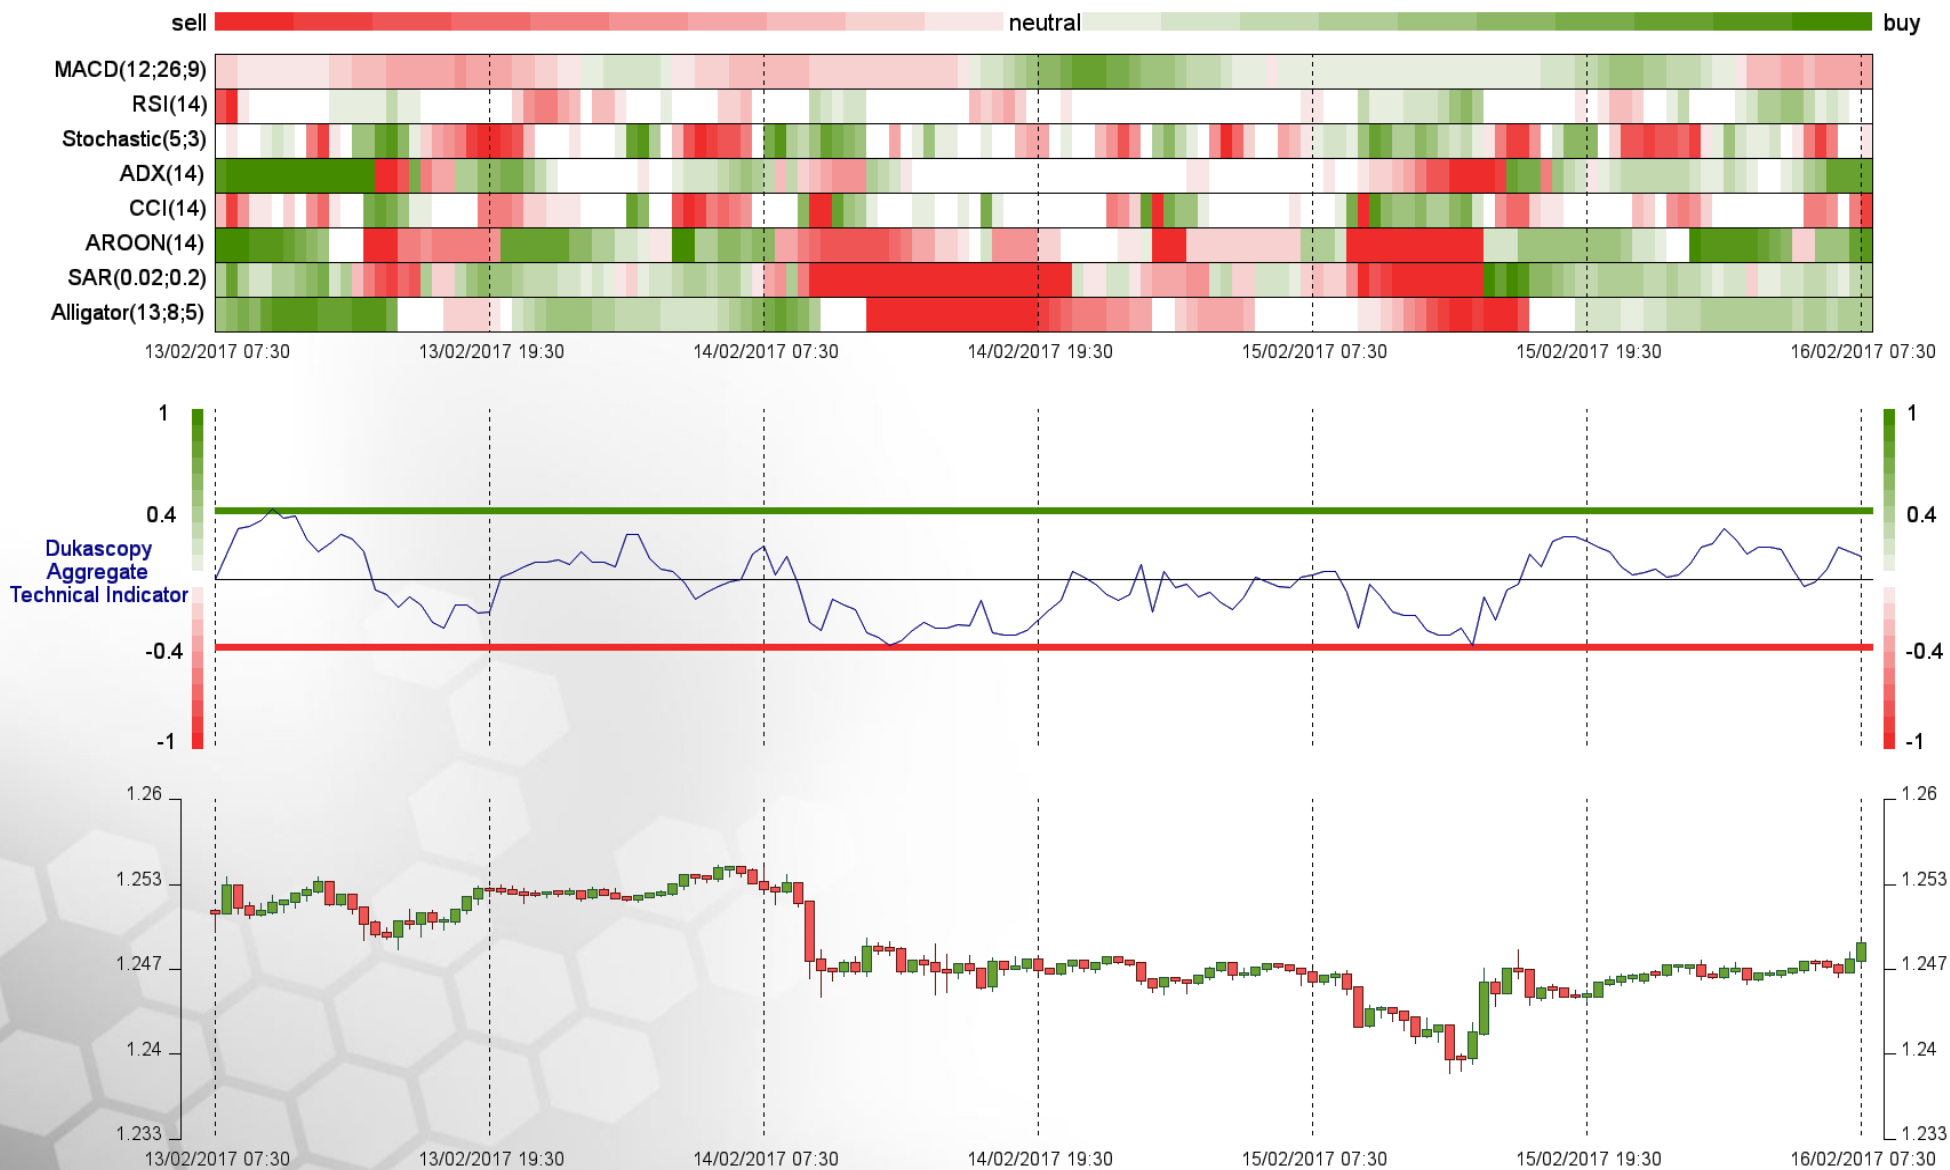 sell neutral buy
MACD(12;26;9)
RSI(14)
Stochastic(5;3)
ADX(14)
CCI(14)
AROON(14)
SAR(0.02;0.2)
Alligator(13;8;5)
13/02/2017 07:30 13/02/2017 19:30 14/02/2017 07:30 14/02/2017 19:30 15/02/2017 07:30 15/02/2017 19:30 16/02/2017 07:30
1 1
0.4 0.4
Dukascopy
Aggregate
Technical Indicator
-0.4 -0.4
-1 -1
1.26 1.26
1.253 1.253
1.247 1.247
1.24 1.24
1.233 1.233
13/02/2017 07:30 13/02/2017 19:30 14/02/2017 07:30 14/02/2017 19:30 15/02/2017 07:30 15/02/2017 19:30 16/02/2017 07:30